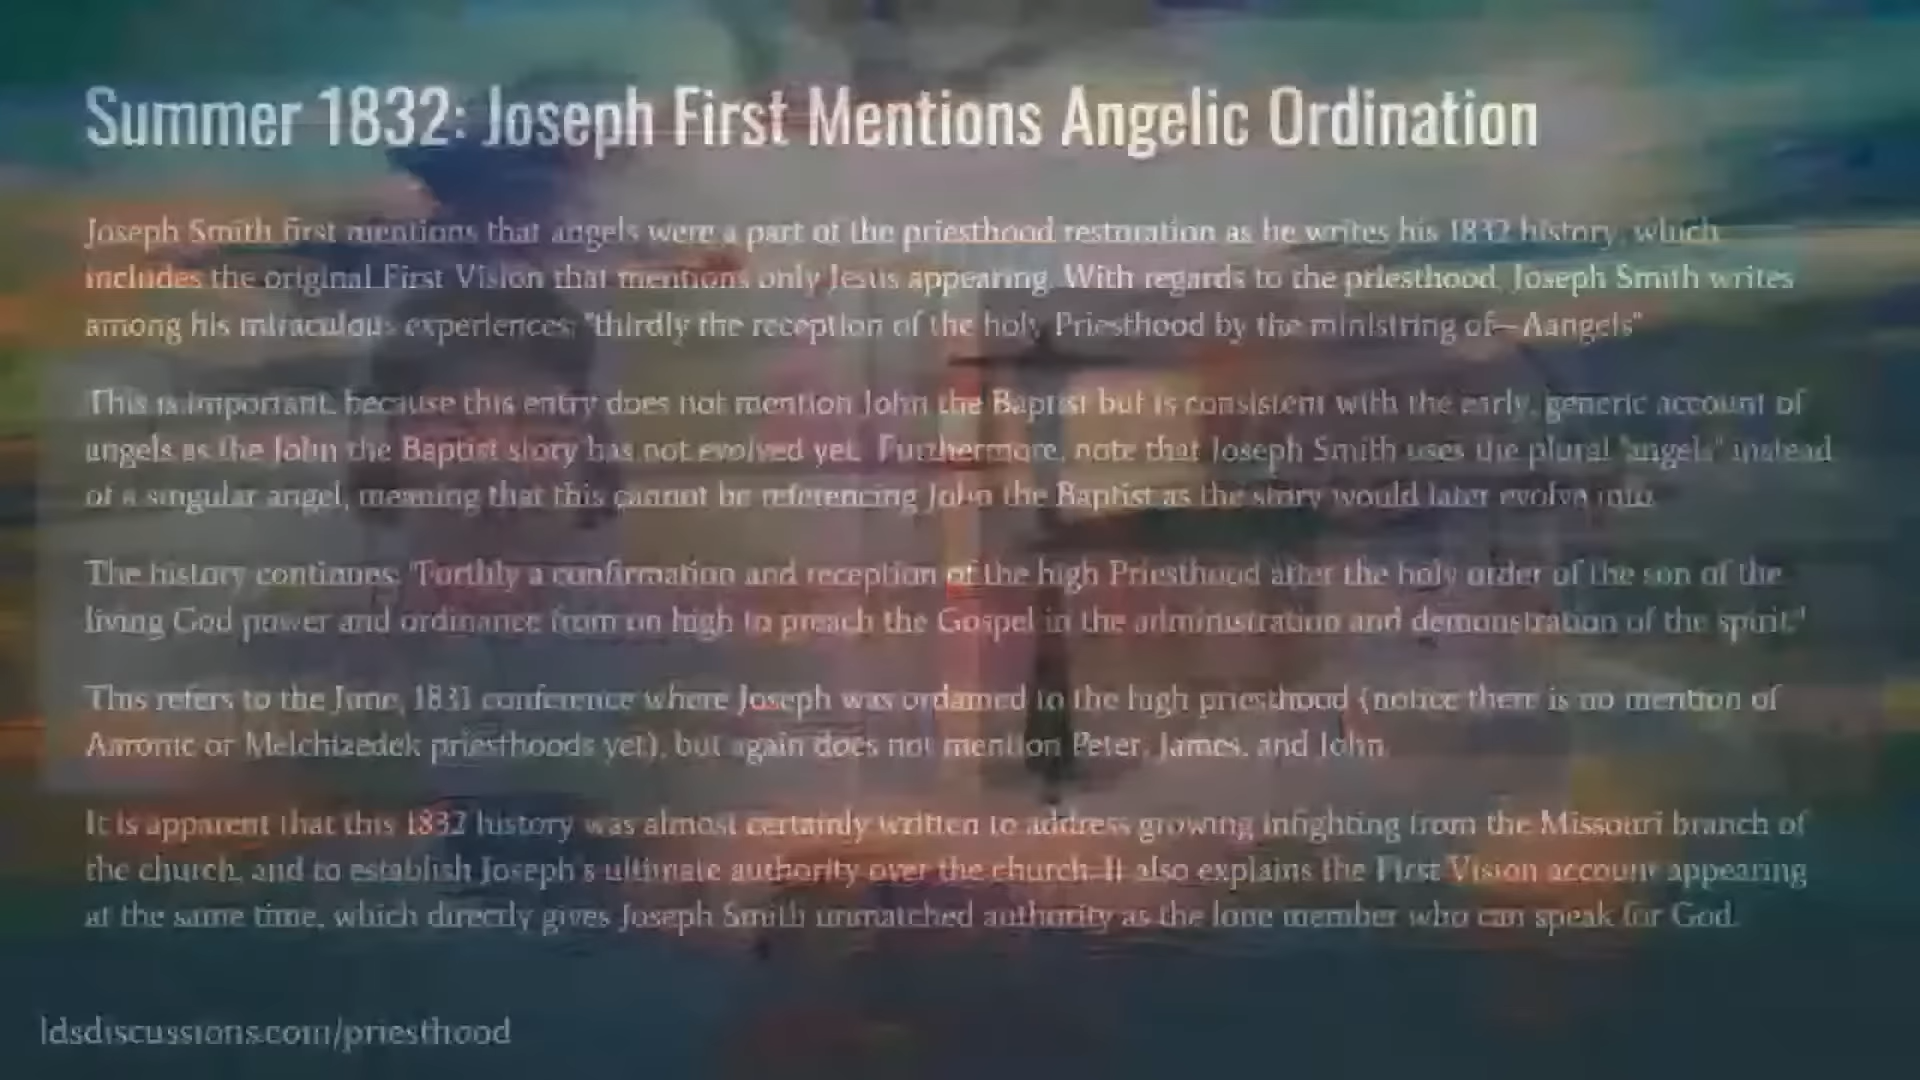 Summer 1832: Joseph First Mentions Angelic Ordination
Joseph Smith first mentions that angels were a part of the priesthood restoration as he writes his 1832 history, which
includes the original First Vision that mentions only Jesus appearing. With regards to the priesthood, Joseph Smith writes
among his miraculous experiences: "thirdly the reception of the holy Priesthood by the ministring of—Aangels"
This is important, because this entry does not mention John the Baptist but is consistent with the early, generic account of
angels as the John the Baptist story has not evolved yet. Furthermore, note that Joseph Smith uses the plural "angels" instead
of a singular angel, meaning that this cannot be referencing John the Baptist as the story would later evolve into.
The history continues: "Forthly a confirmation and reception of the high Priesthood after the holy order of the son of the
living God power and ordinance from on high to preach the Gospel in the administration and demonstration of the spirit."
This refers to the June, 1831 conference where Joseph was ordained to the high priesthood (notice there is no mention of
Aaronic or Melchizedek priesthoods yet), but again does not mention Peter, James, and John.
It is apparent that this 1832 history was almost certainly written to address growing infighting from the Missouri branch of
the church, and to establish Joseph's ultimate authority over the church. It also explains the First Vision account appearing
at the same time, which directly gives Joseph Smith unmatched authority as the lone member who can speak for God.
ldsdiscussions.com/priesthood